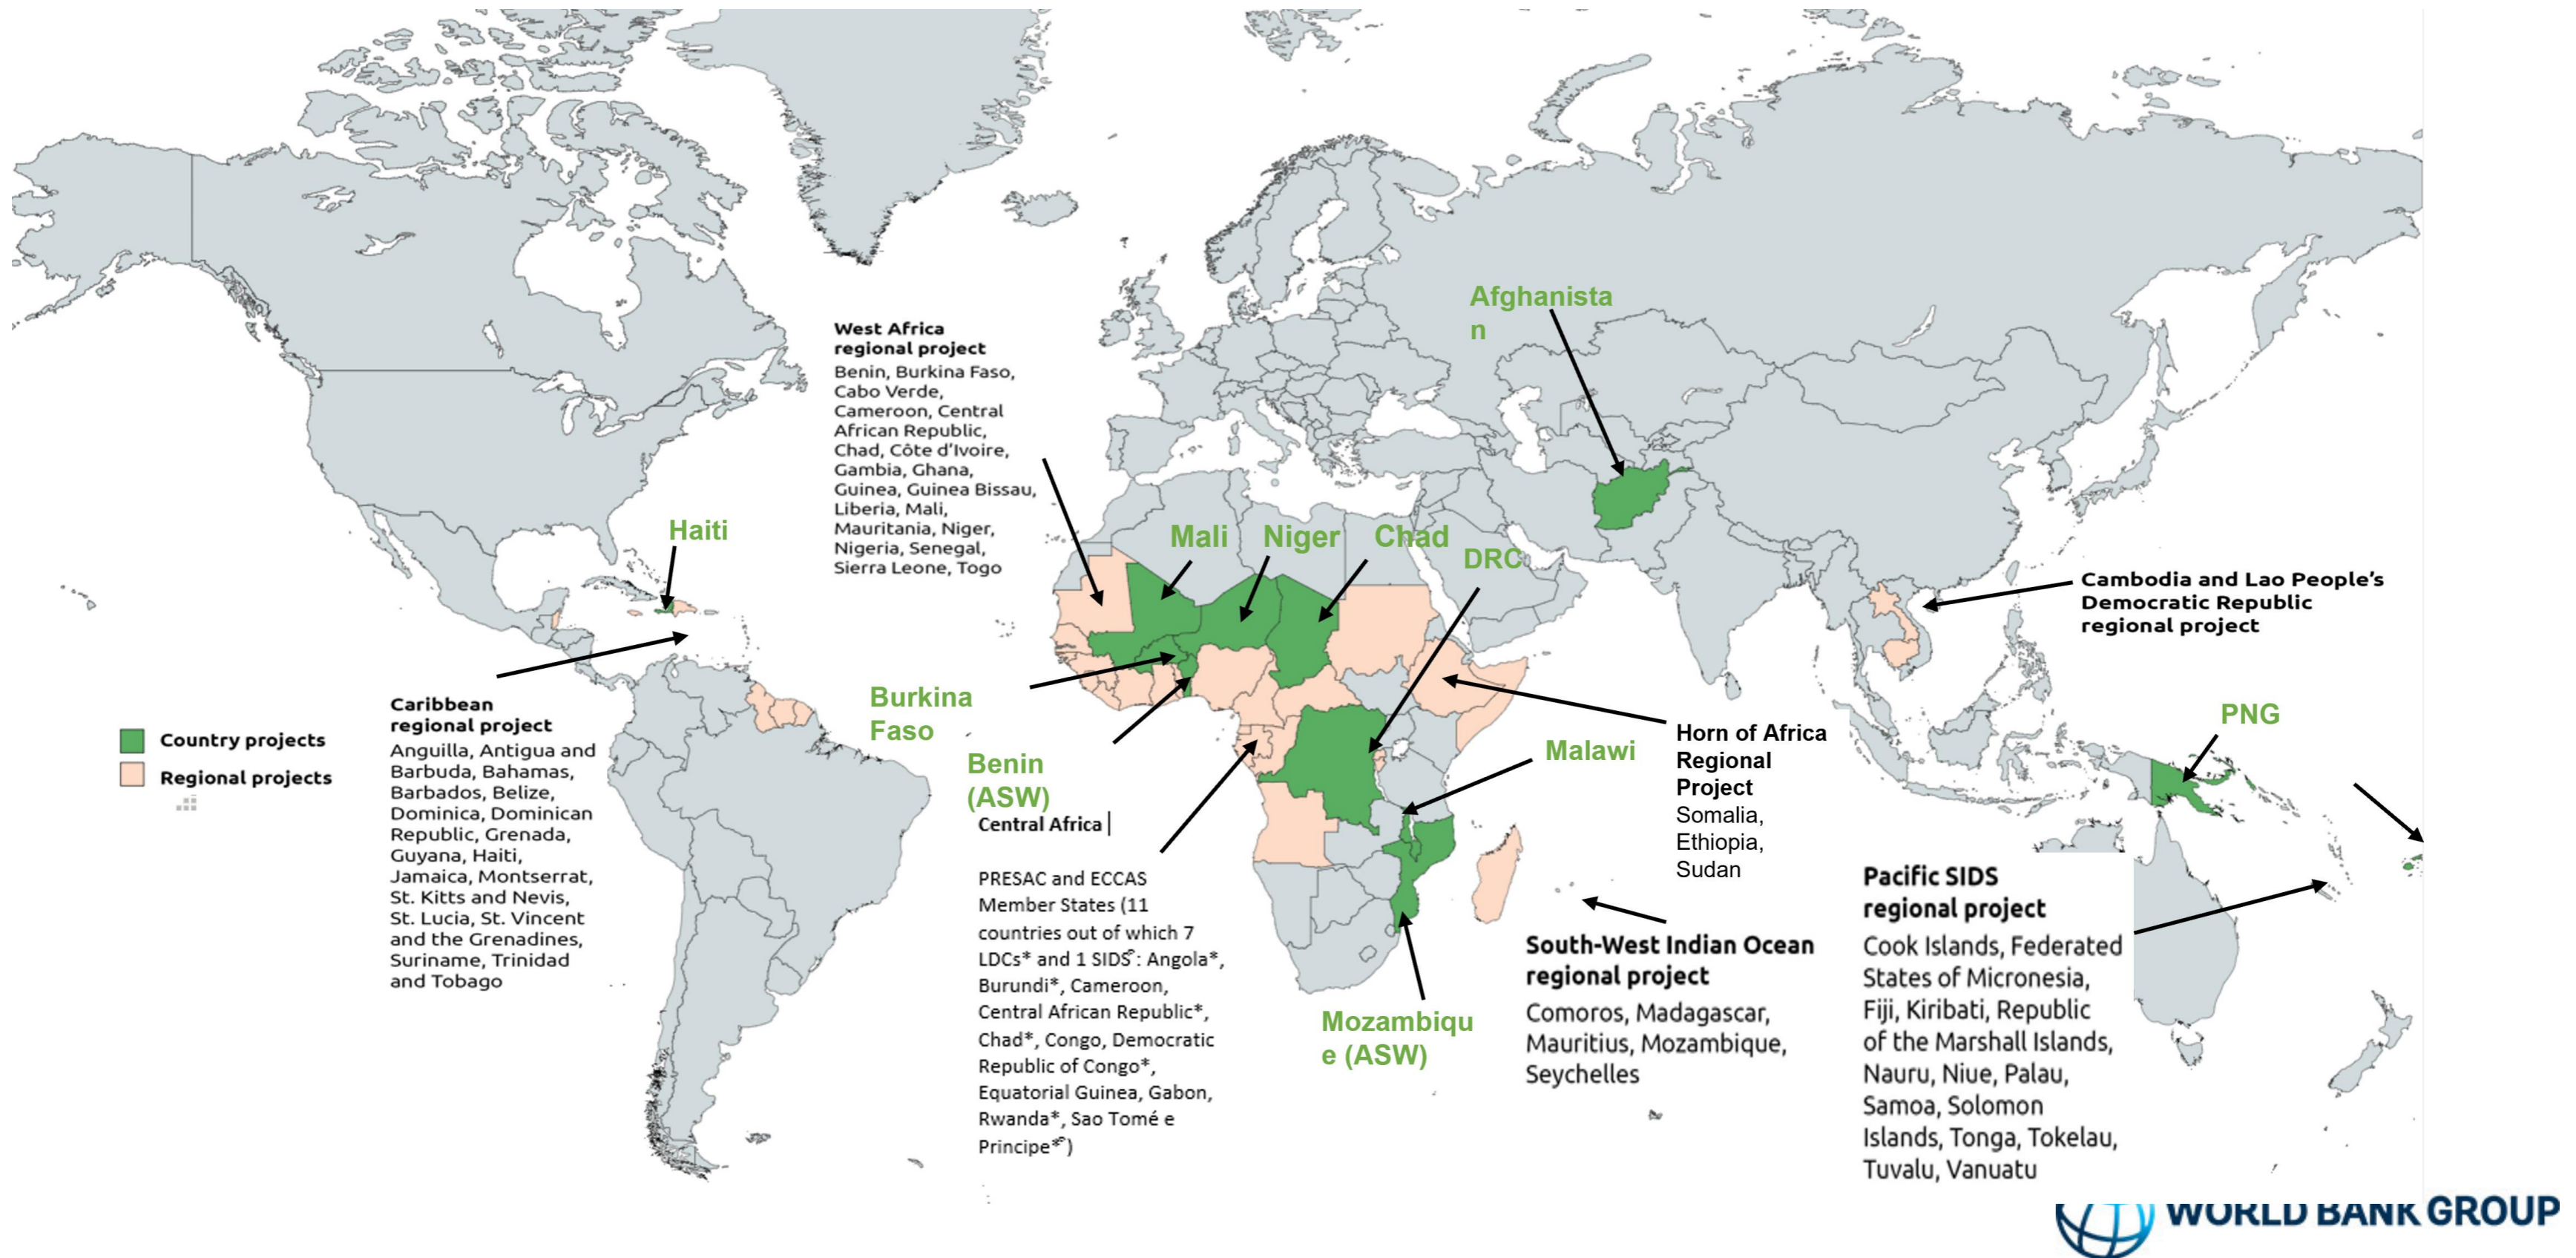 Afghanista
n
West Africa
regional project
Benin, Burkina Faso,
Cabo Verde,
Cameroon, Central
African Republic,
Chad, Côte d'Ivoire,
Gambia, Ghana,
Guinea, Guinea Bissau,
Liberia, Mali,
Mauritania, Niger,
Nigeria, Senegal,
Sierra Leone, Togo
Haiti
Mali
Niger
Chad
DRC
Cambodia and Lao People's
Democratic Republic
regional project
Country projects
Regional projects
Caribbean
regional project
Anguilla, Antigua and
Barbuda, Bahamas,
Barbados, Belize,
Dominica, Dominican
Republic, Grenada,
Guyana, Haiti,
Jamaica, Montserrat,
St. Kitts and Nevis,
St. Lucia, St. Vincent
and the Grenadines,
Suriname, Trinidad
and Tobago
Burkina
Faso
Benin
(ASW)
Central Africa
PRESAC and ECCAS
Member States (11
countries out of which 7
LDCs* and 1 SIDS^: Angola*,
Burundi*, Cameroon,
Central African Republic*,
Chad*, Congo, Democratic
Republic of Congo*,
Equatorial Guinea, Gabon,
Rwanda*, Sao Tomé e
Principe*^)
Malawi
Horn of Africa
Regional
Project
Somalia,
Ethiopia,
Sudan
Mozambiqu
e (ASW)
South-West Indian Ocean
regional project
Comoros, Madagascar,
Mauritius, Mozambique,
Seychelles
PNG
Pacific SIDS
regional project
Cook Islands, Federated
States of Micronesia,
Fiji, Kiribati, Republic
of the Marshall Islands,
Nauru, Niue, Palau,
Samoa, Solomon
Islands, Tonga, Tokelau,
Tuvalu, Vanuatu
WORLD BANK GROUP